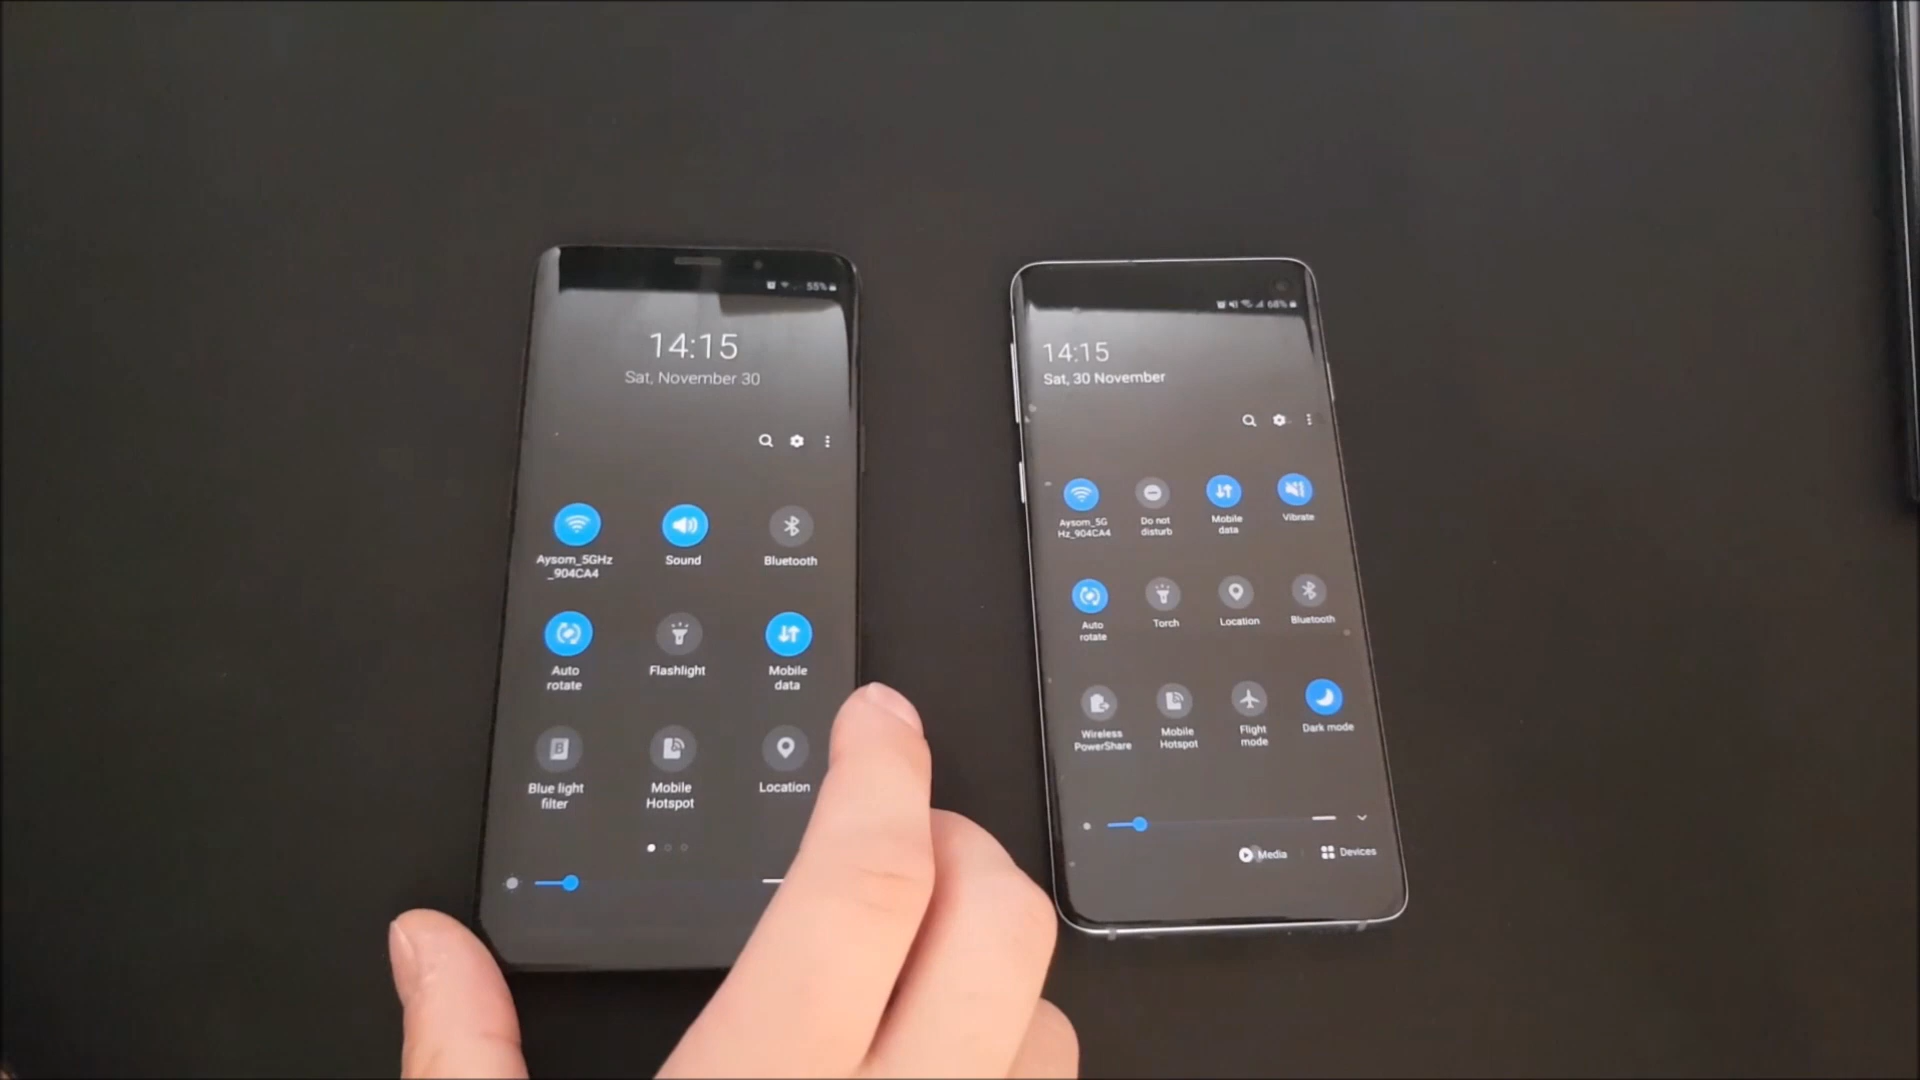 55%
14:15
Sat, November 30
Aysom_5GHz
_904CA4
Sound
Bluetooth
Auto
rotate
Flashlight
Mobile
data
Blue light
filter
Mobile
Hotspot
Location
68%
14:15
Sat, 30 November
Aysom_5G
Hz_904CA4
Do not
disturb
Mobile
data
Vibrate
Auto
rotate
Torch
Location
Bluetooth
Wireless
PowerShare
Mobile
Hotspot
Flight
mode
Dark mode
Media
Devices